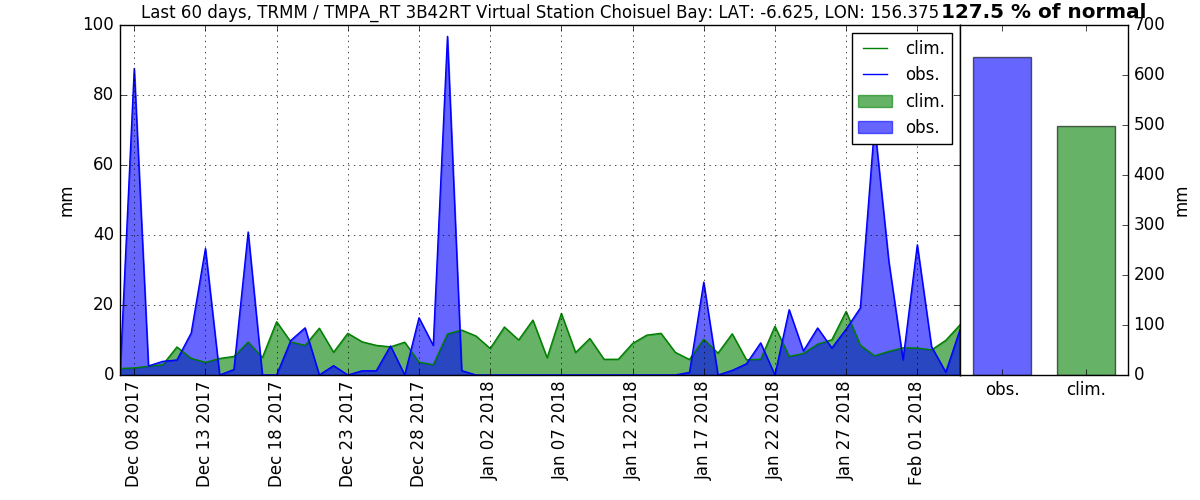 Last 60 days, TRMM / TMPA_RT 3B42RT Virtual Station Choisuel Bay: LAT: -6.625, LON: 156.375
127.5 % of normal
100
80
60
40
20
0
mm
clim.
obs.
clim.
obs.
Dec 08 2017
Dec 13 2017
Dec 18 2017
Dec 23 2017
Dec 28 2017
Jan 02 2018
Jan 07 2018
Jan 12 2018
Jan 17 2018
Jan 22 2018
Jan 27 2018
Feb 01 2018
700
600
500
400
300
200
100
0
mm
obs.
clim.